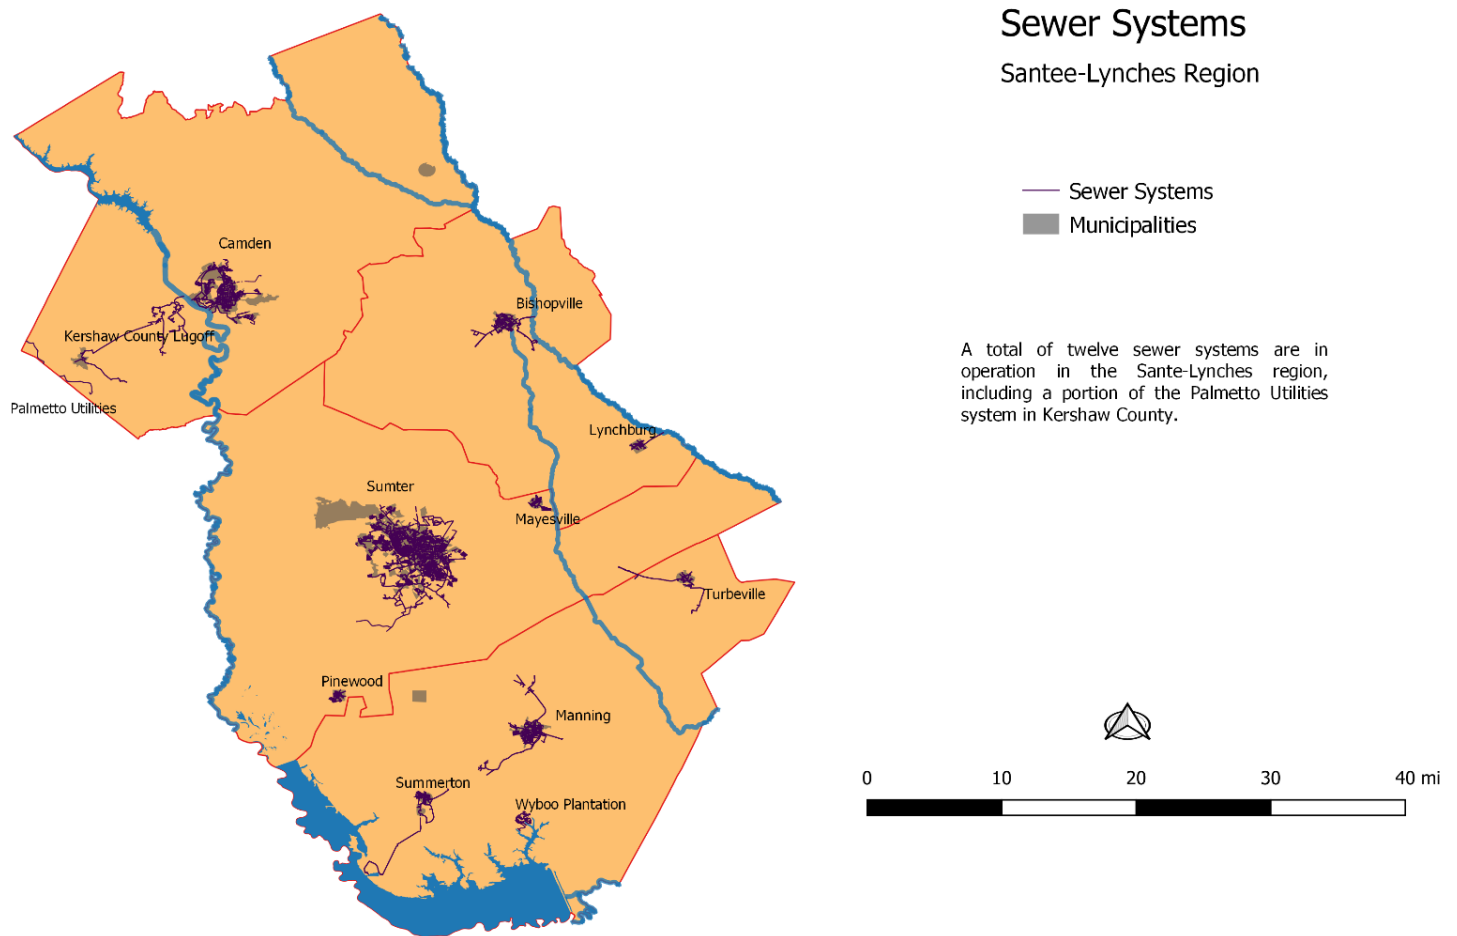 Sewer Systems
Santee-Lynches Region
Sewer Systems
Municipalities
A total of twelve sewer systems are in
operation in the Sante-Lynches region,
including a portion of the Palmetto Utilities
system in Kershaw County.
Camden
Bishopville
Kershaw County Lugoff
Palmetto Utilities
Lynchburg
Sumter
Mayesville
Turbeville
Pinewood
Manning
Summerton
Wyboo Plantation
0 10 20 30 40 mi